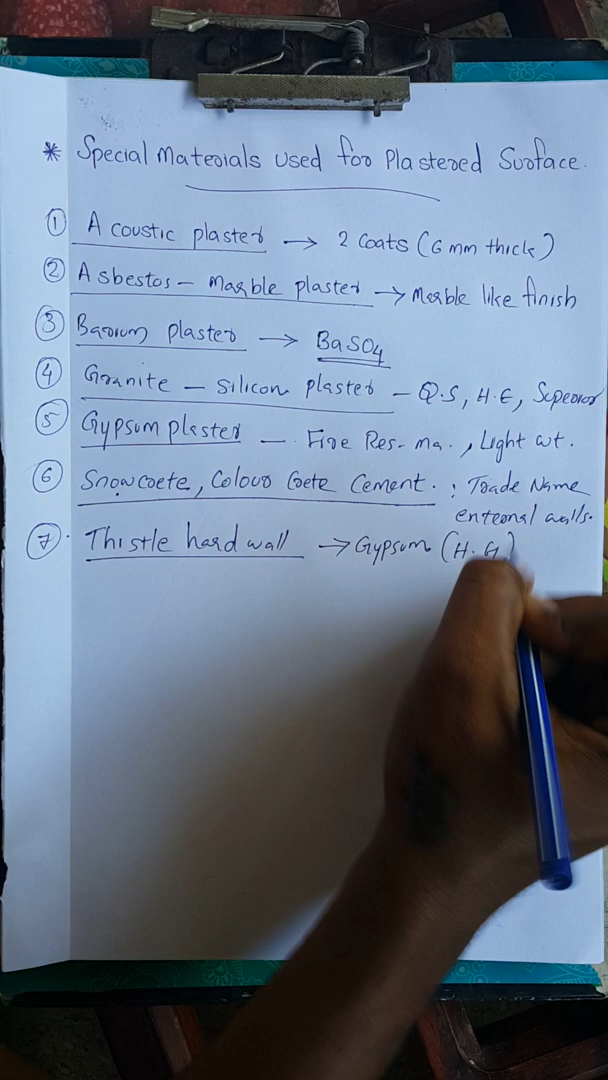 * Special Materials Used for Plastered Surface.
① Acoustic plaster → 2 Coats (6 mm thick)
② Asbestos - Marble plaster → Marble like finish
③ Barium plaster → BaSO4
④ Granite - Silicon plaster - Q.S, H.E, Superior
⑤ Gypsum plaster - Fire Res. ma., Light wt.
⑥ Snowcrete, Colour Crete Cement. : Trade Name
external walls.
⑦ Thistle hard wall → Gypsum (H. G)